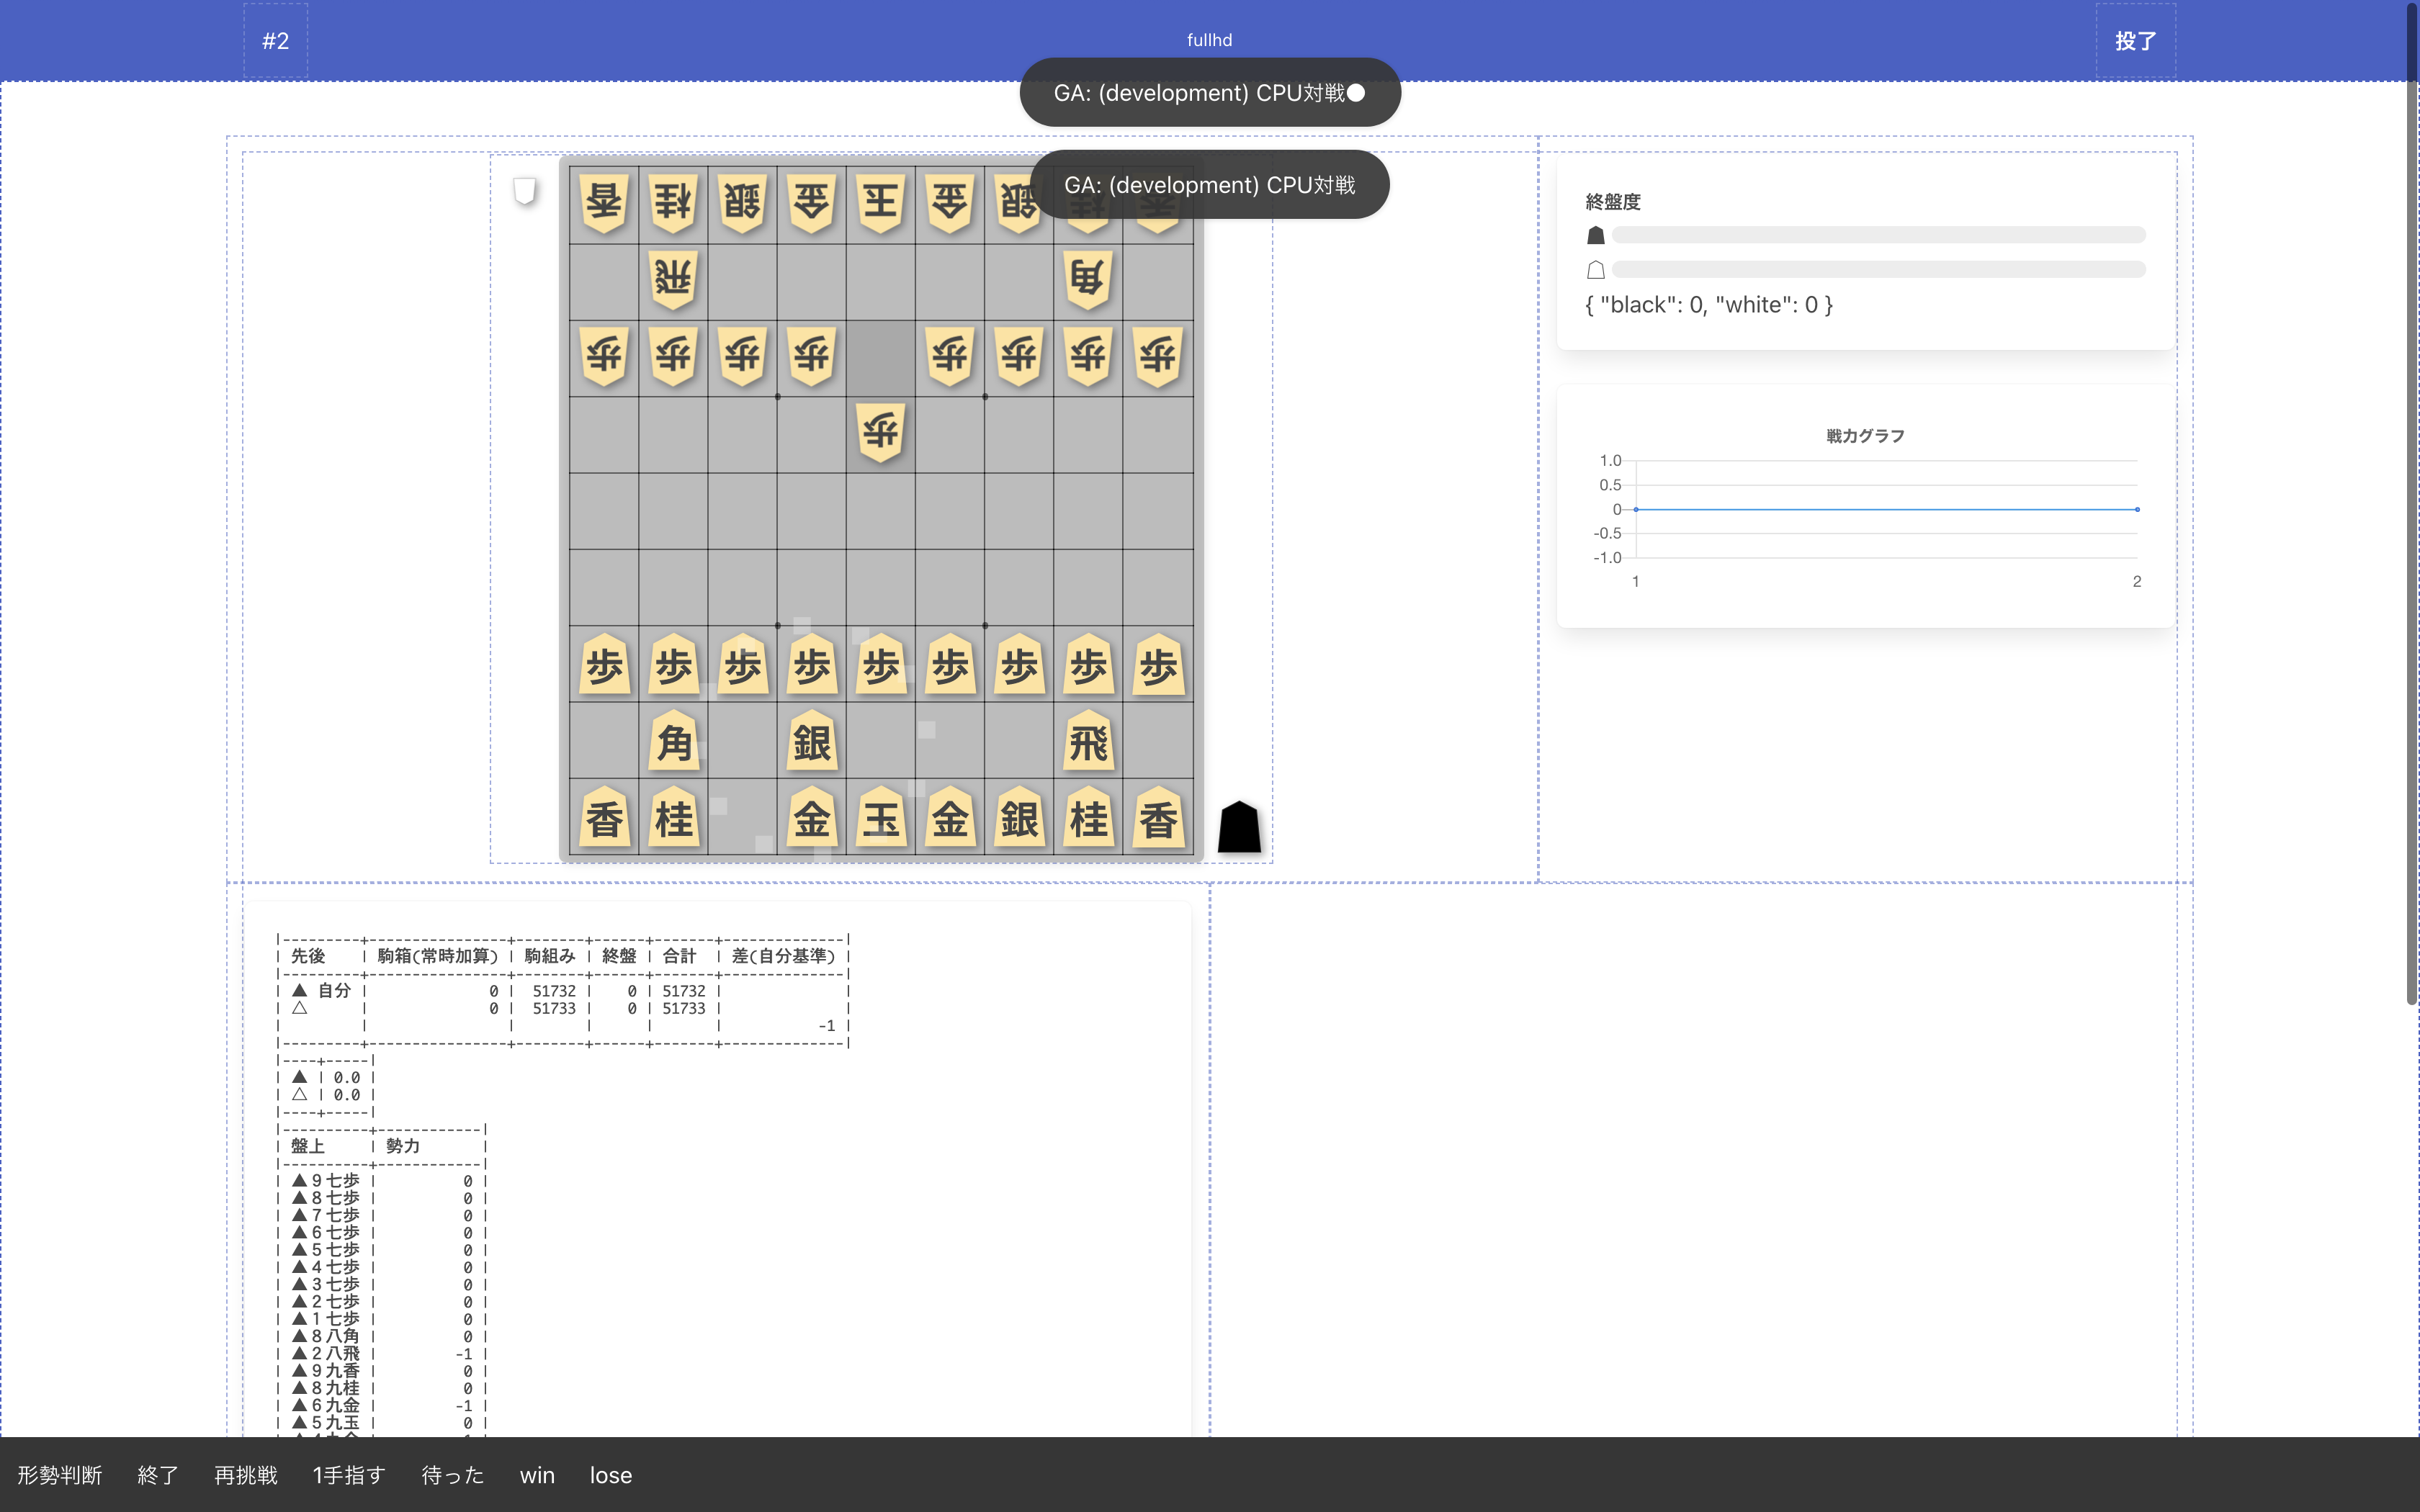 #2 fullhd 投了
GA: (development) CPU対戦●
GA: (development) CPU対戦
香 桂 銀 金 玉 金 銀 桂 香
飛 角
歩 歩 歩 歩 歩 歩 歩 歩
歩
歩 歩 歩 歩 歩 歩 歩 歩 歩
角 銀 飛
香 桂 金 玉 金 銀 桂 香
終盤度
{ "black": 0, "white": 0 }
戦力グラフ
1.0
0.5
0
-0.5
-1.0
1 2
|----------+-----------------+--------+------+-------+--------------|
| 先後 | 駒箱(常時加算) | 駒組み | 終盤 | 合計 | 差(自分基準) |
|----------+-----------------+--------+------+-------+--------------|
| ▲ 自分 | 0 | 51732 | 0 | 51732 | |
| △ | 0 | 51733 | 0 | 51733 | |
| | | | | | -1 |
|----------+-----------------+--------+------+-------+--------------|
|----+-----|
| ▲ | 0.0 |
| △ | 0.0 |
|----+-----|
|-----------+------------|
| 盤上 | 勢力 |
|-----------+------------|
| ▲9七歩 | 0 |
| ▲8七歩 | 0 |
| ▲7七歩 | 0 |
| ▲6七歩 | 0 |
| ▲5七歩 | 0 |
| ▲4七歩 | 0 |
| ▲3七歩 | 0 |
| ▲2七歩 | 0 |
| ▲1七歩 | 0 |
| ▲8八角 | 0 |
| ▲2八飛 | -1 |
| ▲9九香 | 0 |
| ▲8九桂 | 0 |
| ▲6九金 | -1 |
| ▲5九玉 | 0 |
形勢判断 終了 再挑戦 1手指す 待った win lose